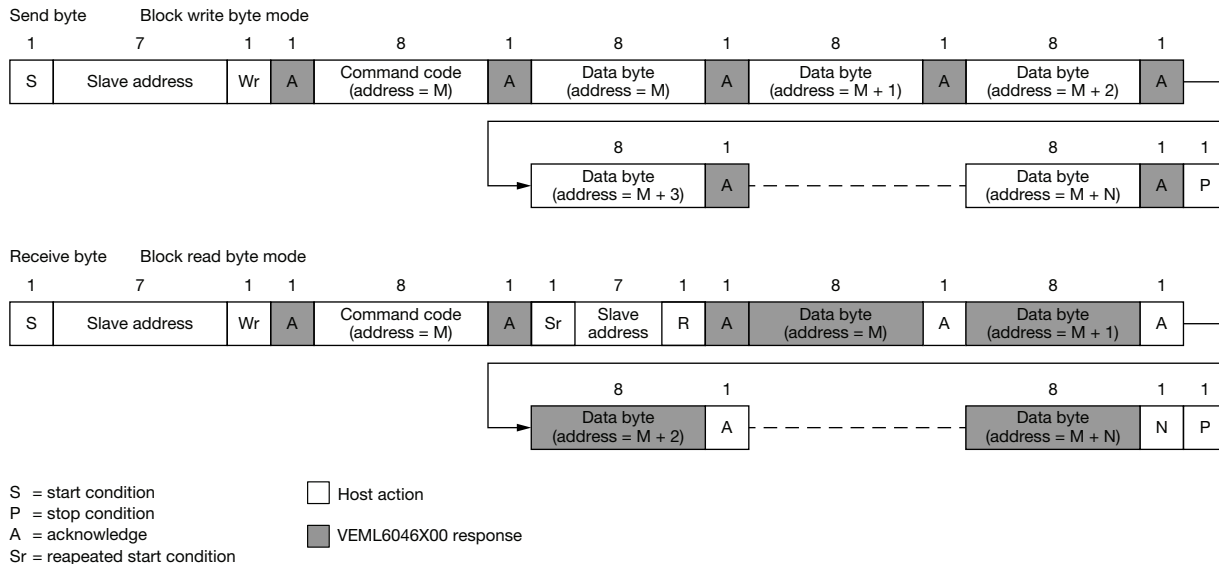 Send byte Block write byte mode
1 7 1 1 8 1 8 1 8 1 8 1
S Slave address Wr A Command code A Data byte A Data byte A Data byte A
(address = M) (address = M) (address = M + 1) (address = M + 2)
8 1 8 1 1
Data byte A Data byte A P
(address = M + 3) (address = M + N)
Receive byte Block read byte mode
1 7 1 1 8 1 1 7 1 1 8 1 8 1
S Slave address Wr A Command code A Sr Slave R A Data byte A Data byte A
(address = M) address (address = M) (address = M + 1)
8 1 8 1 1
Data byte A Data byte N P
(address = M + 2) (address = M + N)
S = start condition
P = stop condition
A = acknowledge
Sr = reapeated start condition
Host action
VEML6046X00 response